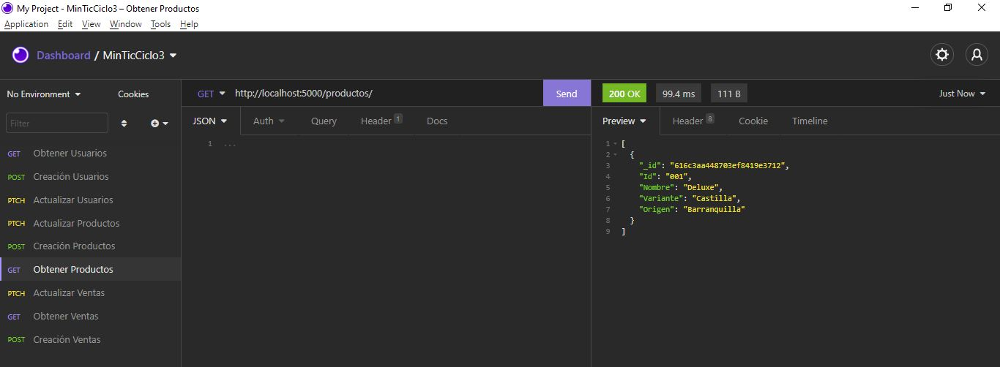 My Project - MinTicCiclo3 – Obtener Productos
Application Edit View Window Tools Help
Dashboard / MinTicCiclo3
No Environment Cookies
Filter
GET Obtener Usuarios
POST Creación Usuarios
PTCH Actualizar Usuarios
PTCH Actualizar Productos
POST Creación Productos
GET Obtener Productos
PTCH Actualizar Ventas
GET Obtener Ventas
POST Creación Ventas
GET http://localhost:5000/productos/ Send
JSON Auth Query Header 1 Docs
1 ...
200 OK 99.4 ms 111 B Just Now
Preview Header 8 Cookie Timeline
1 [
2 {
3 "_id": "616c3aa448703ef8419e3712",
4 "Id": "001",
5 "Nombre": "Deluxe",
6 "Variante": "Castilla",
7 "Origen": "Barranquilla"
8 }
9 ]